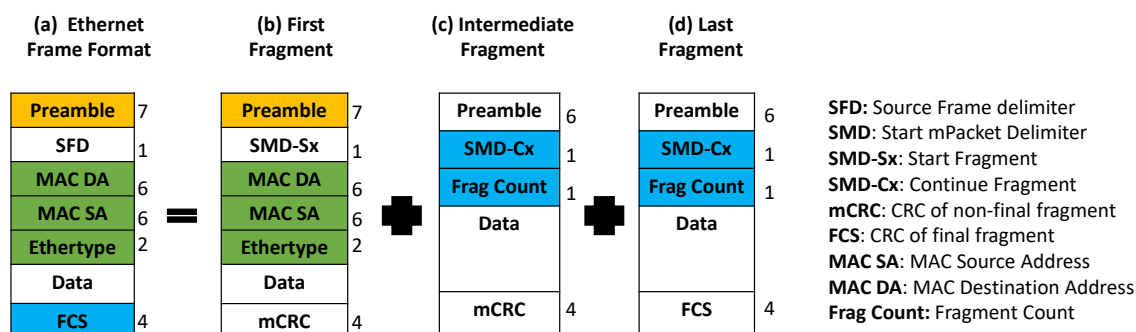 (a) Ethernet
Frame Format
Preamble 7
SFD 1
MAC DA 6
MAC SA 6
Ethertype 2
Data
FCS 4
=
(b) First
Fragment
Preamble 7
SMD-Sx 1
MAC DA 6
MAC SA 6
Ethertype 2
Data
mCRC 4
+
(c) Intermediate
Fragment
Preamble 6
SMD-Cx 1
Frag Count 1
Data
mCRC 4
+
(d) Last
Fragment
Preamble 6
SMD-Cx 1
Frag Count 1
Data
FCS 4
SFD: Source Frame delimiter
SMD: Start mPacket Delimiter
SMD-Sx: Start Fragment
SMD-Cx: Continue Fragment
mCRC: CRC of non-final fragment
FCS: CRC of final fragment
MAC SA: MAC Source Address
MAC DA: MAC Destination Address
Frag Count: Fragment Count